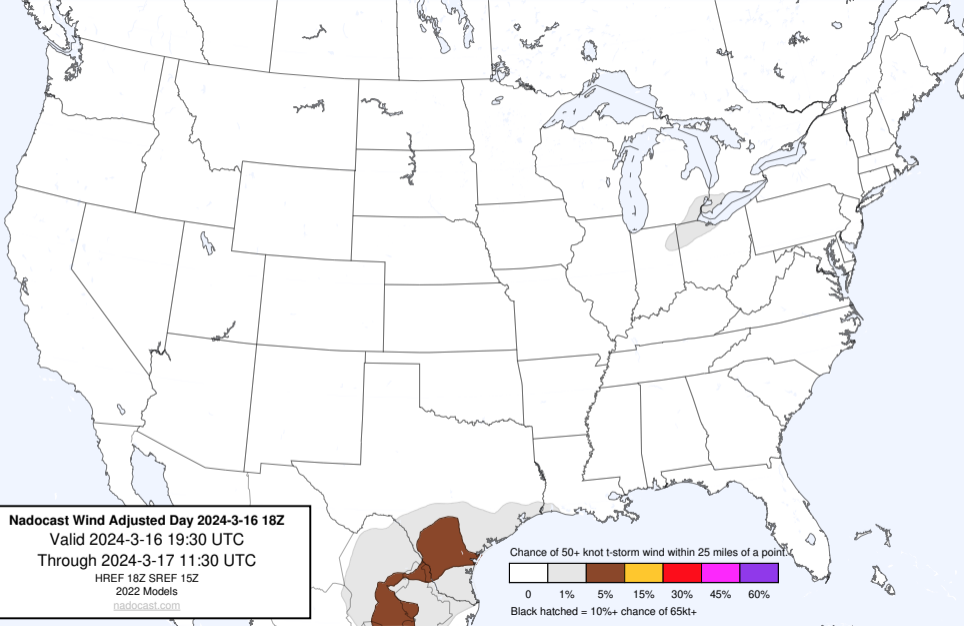 Nadocast Wind Adjusted Day 2024-3-16 18Z
Valid 2024-3-16 19:30 UTC
Through 2024-3-17 11:30 UTC
HREF 18Z SREF 15Z
2022 Models
nadocast.com
Chance of 50+ knot t-storm wind within 25 miles of a point.
0 1% 5% 15% 30% 45% 60%
Black hatched = 10%+ chance of 65kt+